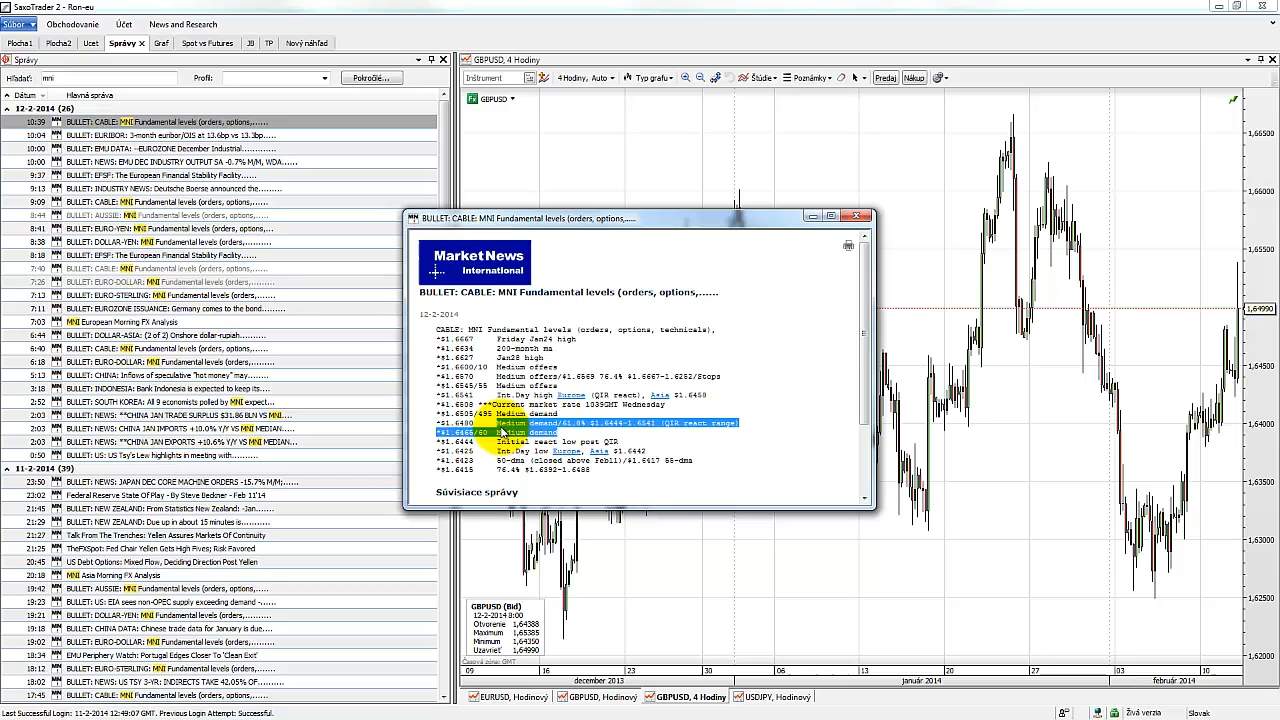 SaxoTrader 2 - Ron-eu
Súbor Obchodovanie Účet News and Research
Plocha1 Plocha2 Ucet Správy X Graf Spot vs Futures JB TP Nový náhľad
Správy
Hľadať: mni Profil: Pokročilé...
Dátum Hlavná správa
12-2-2014 (26)
10:39 BULLET: CABLE: MNI Fundamental levels (orders, options,......
10:04 BULLET: EURIBOR: 3-month euribor/OIS at 13.6bp vs 13.3bp....
10:00 BULLET: EMU DATA: --EUROZONE December Industrial...
10:00 BULLET: NEWS: EMU DEC INDUSTRY OUTPUT SA -0.7% M/M, WDA......
9:37 BULLET: EFSF: The European Financial Stability Facility.....
9:13 BULLET: INDUSTRY NEWS: Deutsche Boerse announced the.........
9:09 BULLET: CABLE: MNI Fundamental levels (orders, options,......
8:44 BULLET: AUSSIE: MNI Fundamental levels (orders, options,......
8:41 BULLET: EURO-YEN: MNI Fundamental levels (orders,.........
8:38 BULLET: DOLLAR-YEN: MNI Fundamental levels (orders,.......
8:18 BULLET: EFSF: The European Financial Stability Facility.....
7:40 BULLET: CABLE: MNI Fundamental levels (orders, options,......
7:26 BULLET: EURO-DOLLAR: MNI Fundamental levels (orders,.......
7:13 BULLET: EURO-STERLING: MNI Fundamental levels (orders,.....
7:11 BULLET: EUROZONE ISSUANCE: Germany comes to the bond.........
7:03 MNI European Morning FX Analysis
6:44 BULLET: DOLLAR-ASIA: (2 of 2) Onshore dollar-rupiah....
6:40 BULLET: CABLE: MNI Fundamental levels (orders, options,......
6:18 BULLET: EURO-DOLLAR: MNI Fundamental levels (orders,.......
5:13 BULLET: CHINA: Inflows of speculative "hot money" may......
3:18 BULLET: INDONESIA: Bank Indonesia is expected to keep its....
2:52 BULLET: SOUTH KOREA: All 9 economists polled by MNI expect....
2:03 BULLET: NEWS: **CHINA JAN TRADE SURPLUS $31.86 BLN VS MNI....
2:03 BULLET: NEWS: CHINA JAN IMPORTS +10.0% Y/Y VS MNI MEDIAN....
2:03 BULLET: NEWS: **CHINA JAN EXPORTS +10.6% Y/Y VS MNI MEDIAN...
0:50 BULLET: NEWS: US:Tsy's Lew highlights in meeting with.........
11-2-2014 (39)
23:50 BULLET: NEWS: JAPAN DEC CORE MACHINE ORDERS -15.7% M/M;......
23:02 Federal Reserve State Of Play - By Steve Beckner - Feb 11'14
21:45 BULLET: NEW ZEALAND: From Statistics New Zealand: -Jan......
21:29 BULLET: NEW ZEALAND: Due up in about 15 minutes is......
21:27 Talk From The Trenches: Yellen Assures Markets Of Continuity
21:25 TheFXSpot: Fed Chair Yellen Gets High Fives; Risk Favored
20:45 US Debt Options: Mixed Flow, Deciding Direction Post Yellen
20:18 MNI Asia Morning FX Analysis
19:42 BULLET: AUSSIE: MNI Fundamental levels (orders, options,......
19:23 BULLET: US: EIA sees non-OPEC supply exceeding demand -......
19:21 BULLET: DOLLAR-YEN: MNI Fundamental levels (orders,.......
19:18 BULLET: CHINA DATA: Chinese trade data for January is due....
19:02 BULLET: EURO-DOLLAR: MNI Fundamental levels (orders,.......
18:34 EMU Periphery Watch: Portugal Edges Closer To 'Clean Exit'
18:12 BULLET: EURO-STERLING: MNI Fundamental levels (orders,.....
18:02 BULLET: NEWS: US TSY 3-YR: INDIRECTS TAKE 42.05% OF.......
17:45 BULLET: CABLE: MNI Fundamental levels (orders, options,......
GBPUSD, 4 Hodiny
Inštrument 4Hodiny, Auto Typ grafu Štúdie Poznámky Predaj Nákup
Fx GBPUSD
1,66500
1,66000
1,65500
1,64990
1,64500
1,64000
1,63500
1,63000
1,62500
1,62000
BULLET: CABLE: MNI Fundamental levels (orders, options,.....
MarketNews
International
BULLET: CABLE: MNI Fundamental levels (orders, options,......
12-2-2014
CABLE: MNI Fundamental levels (orders, options, technicals),
*$1.6667 Friday Jan24 high
*$1.6634 200-month ma
*$1.6627 Jan28 high
*$1.6600/10 Medium offers
*$1.6570 Medium offers/$1.6569 76.4% $1.6667-1.6252/Stops
*$1.6545/55 Medium offers
*$1.6541 Int.Day high Europe (QIR react), Asia $1.6458
*$1.6508 ***Current market rate 1039GMT Wednesday
*$1.6505/495 Medium demand
*$1.6480 Medium demand/61.8% $1.6444-1.6541 (QIR react range)
*$1.6465/60 Medium demand
*$1.6444 Initial react low post QIR
*$1.6425 Int.Day low Europe, Asia $1.6442
*$1.6423 50-dma (closed above Feb11)/$1.6417 55-dma
*$1.6415 76.4% $1.6392-1.6488
Súvisiace správy
GBPUSD (Bid)
12-2-2014 8:00
Otvorenie 1,64388
Maximum 1,65385
Minimum 1,64350
Uzavrieť 1,64990
Časová zóna: GMT
09 16 23 30 06 13 20 27 03 10
december 2013 január 2014 február 2014
EURUSD, Hodinový GBPUSD, Hodinový GBPUSD, 4 Hodiny USDJPY, Hodinový
Last Successful Login: 11-2-2014 12:49:07 GMT. Previous Login Attempt: Successful. Živá verzia Slovak